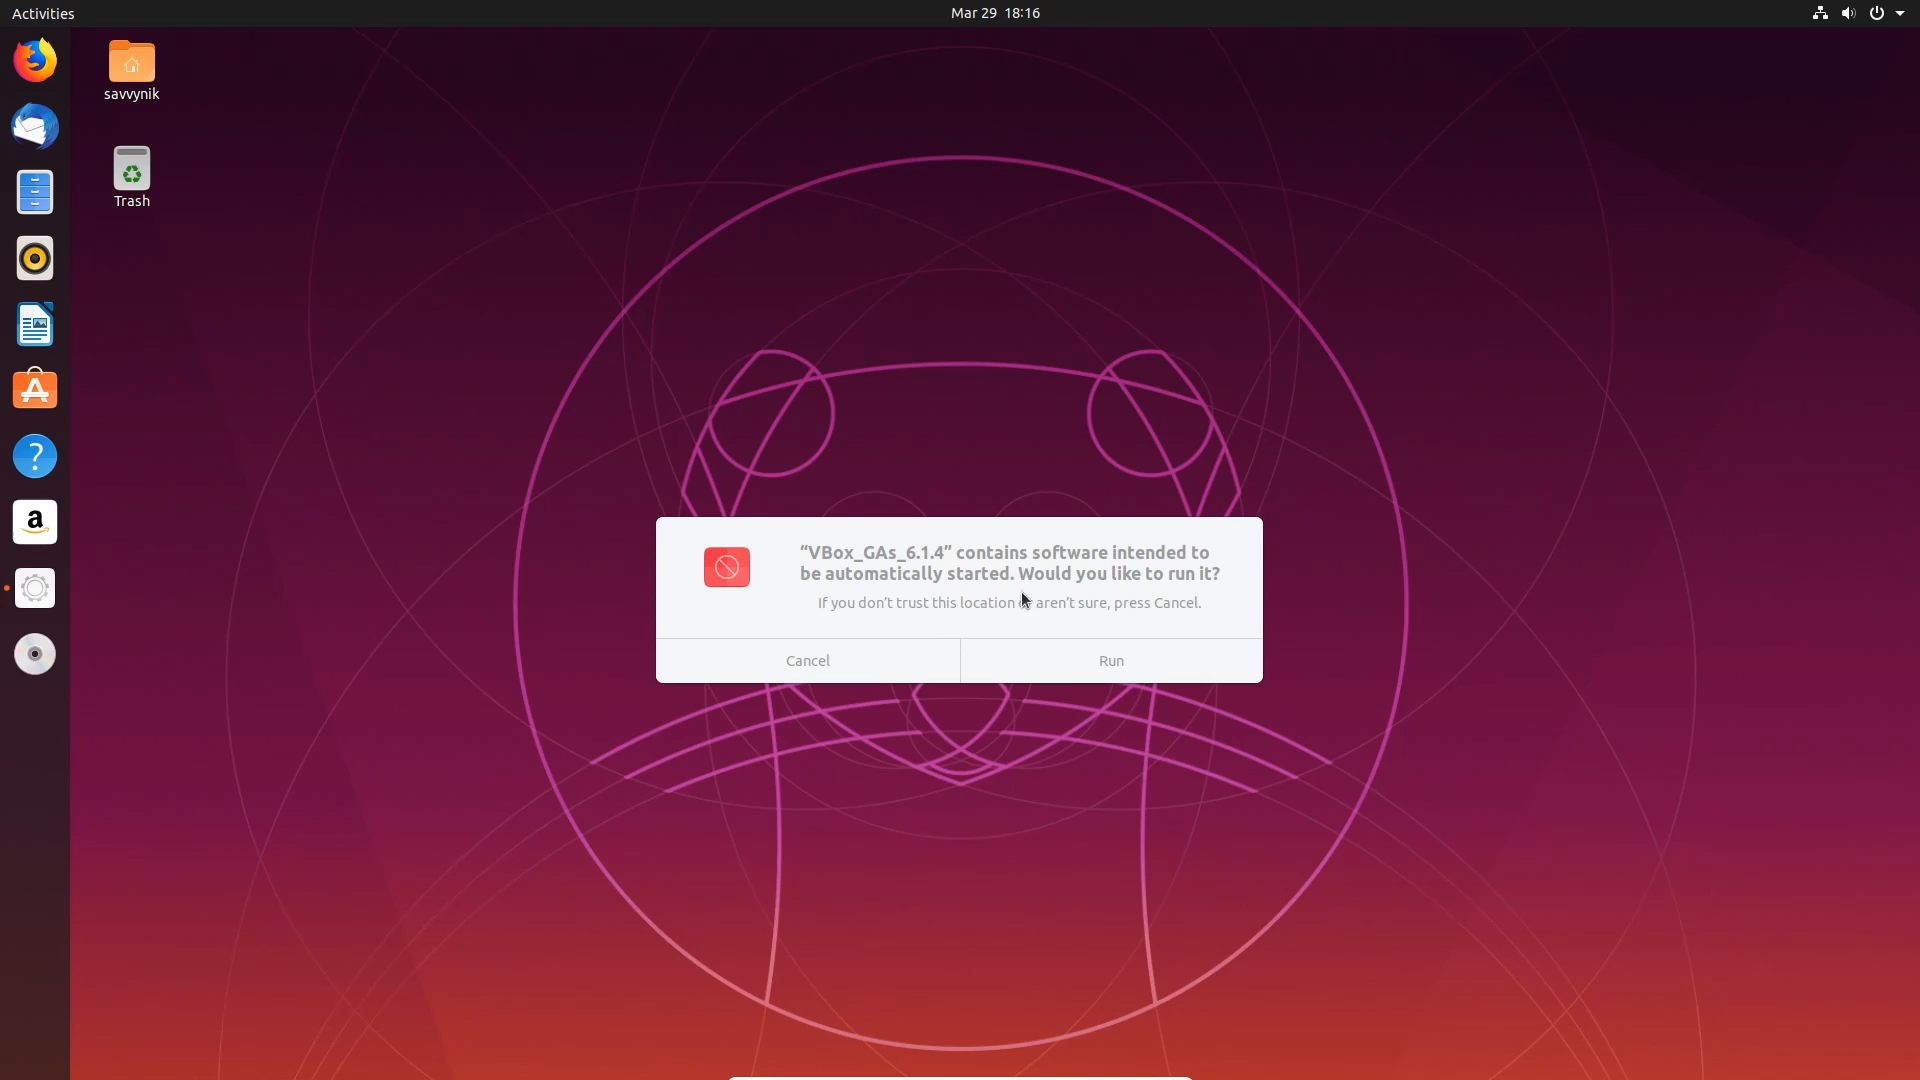 Activities
Mar 29 18:16
savvynik
Trash
“VBox_GAs_6.1.4” contains software intended to
be automatically started. Would you like to run it?
If you don’t trust this location aren’t sure, press Cancel.
Cancel
Run
a
?